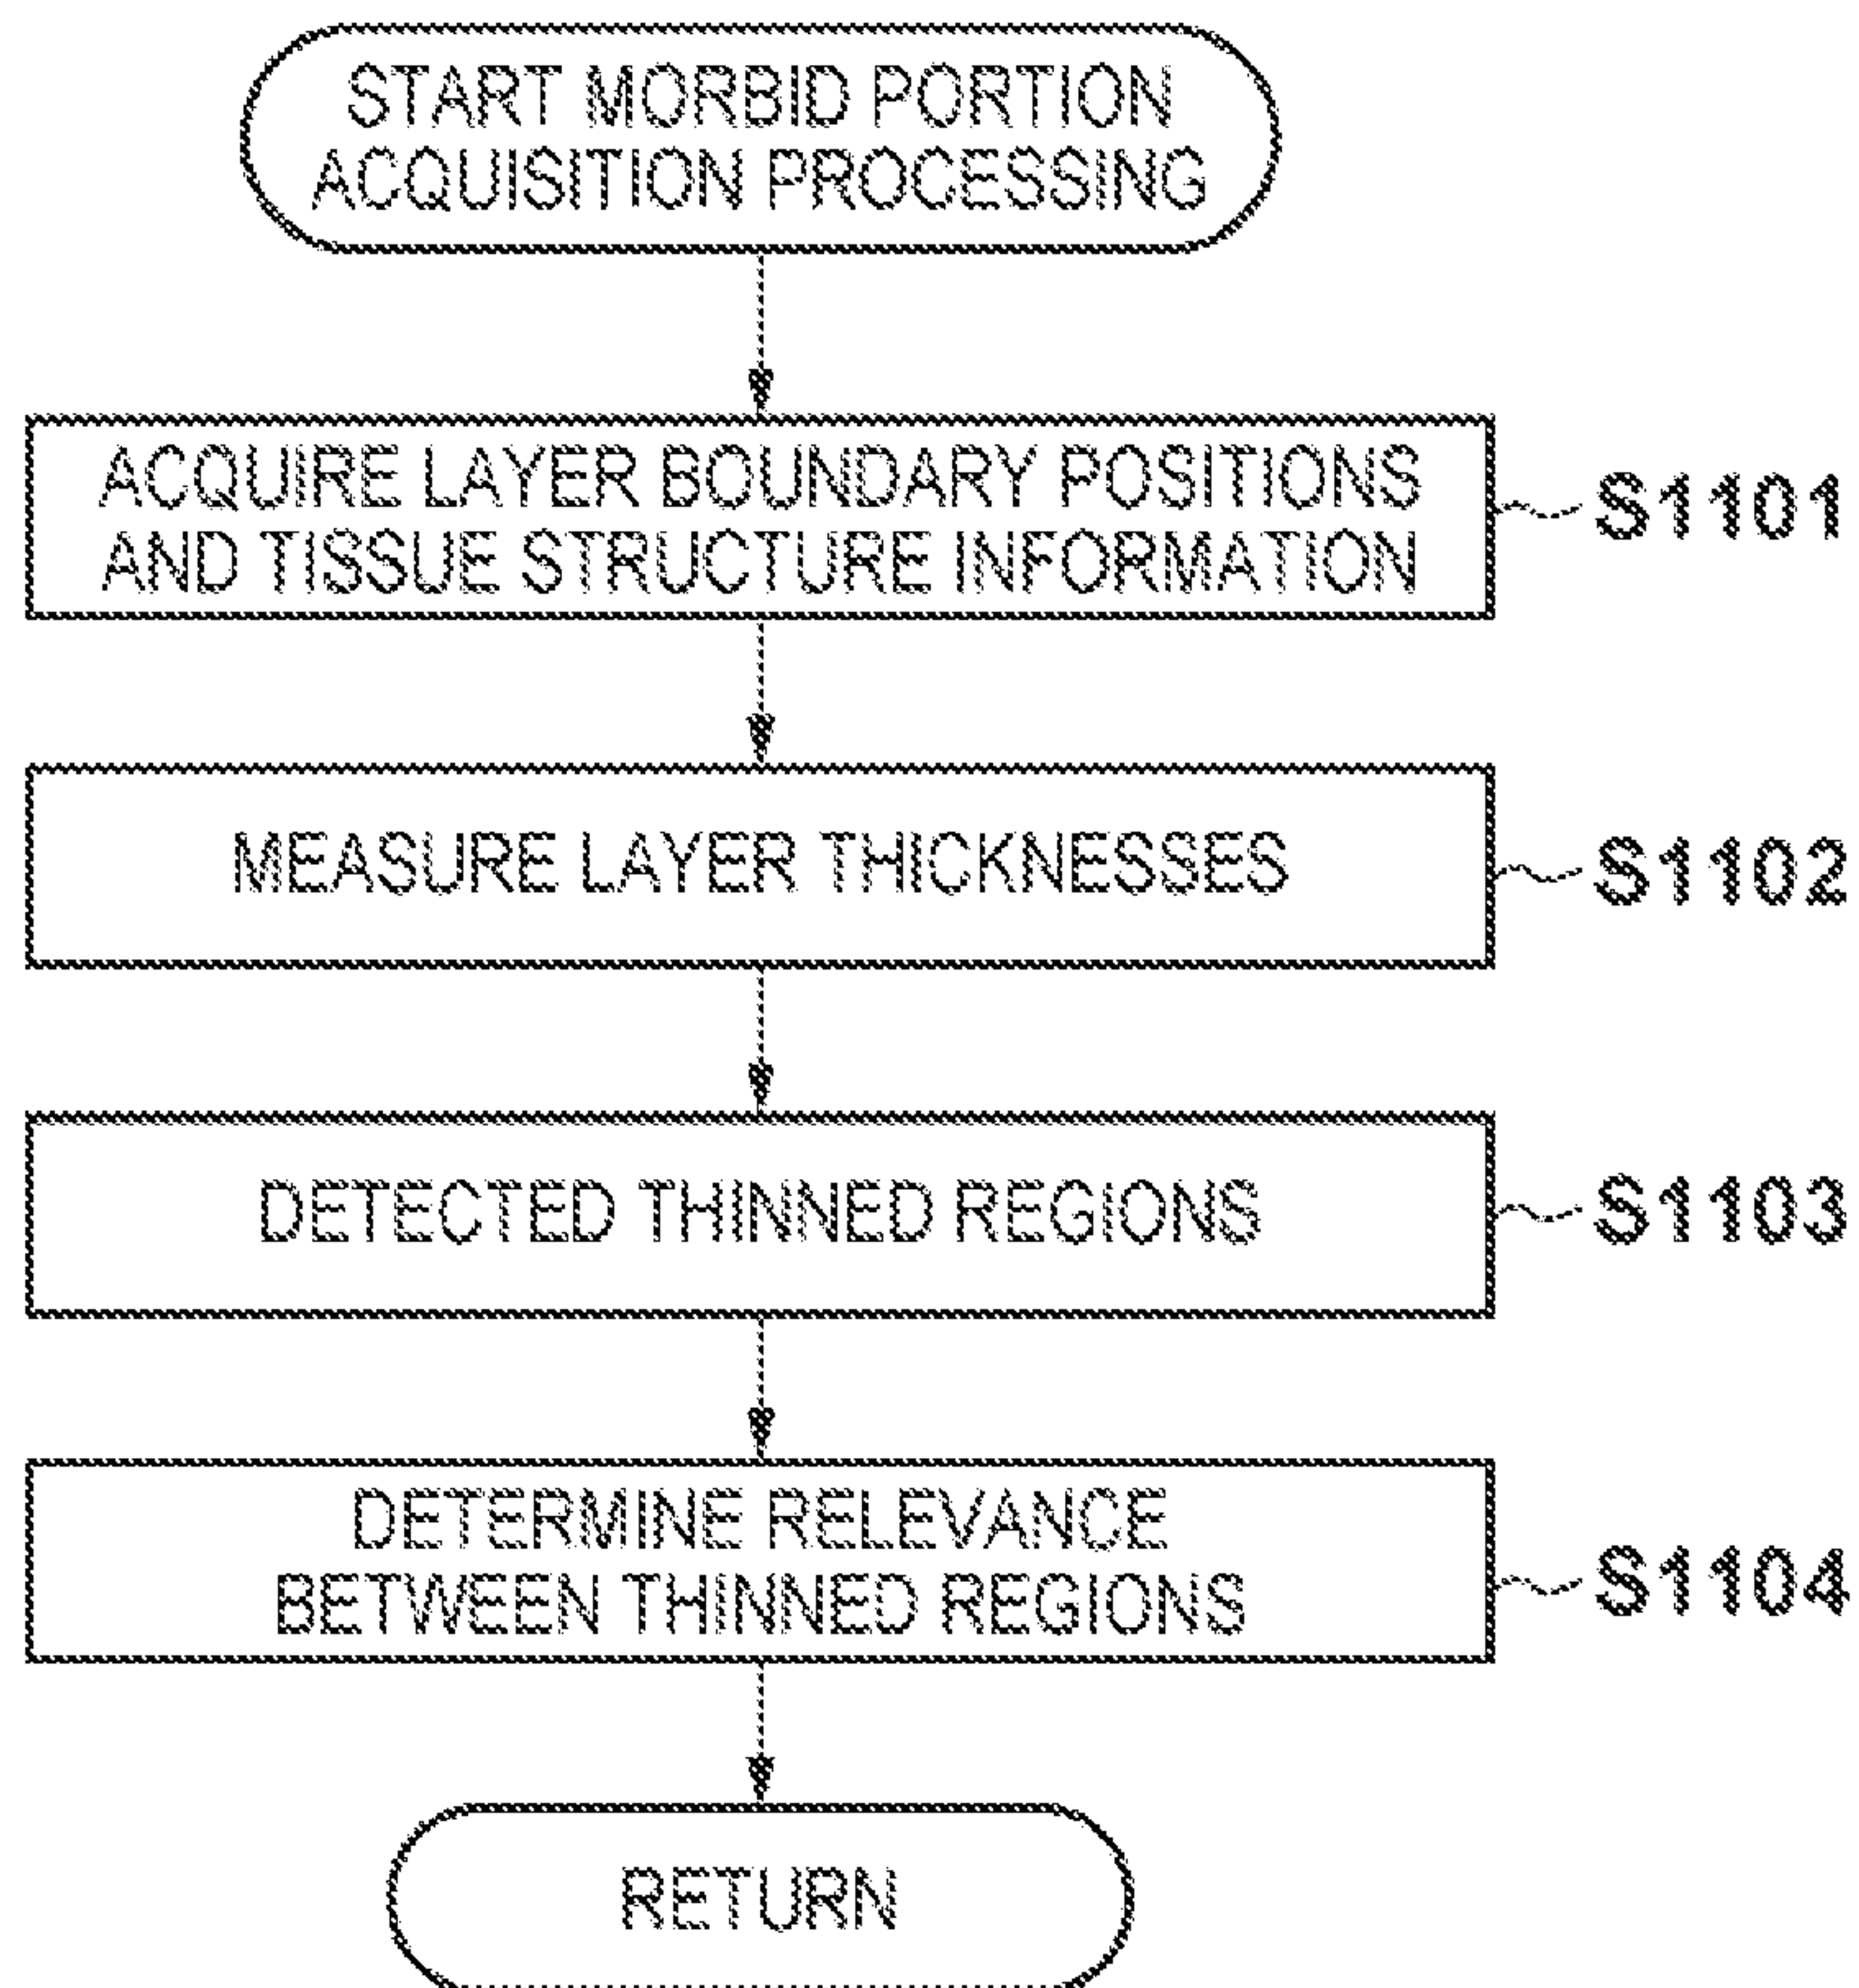 START MORBID PORTION
ACQUISITION PROCESSING
ACQUIRE LAYER BOUNDARY POSITIONS
AND TISSUE STRUCTURE INFORMATION
S1101
MEASURE LAYER THICKNESSES
S1102
DETECTED THINNED REGIONS
S1103
DETERMINE RELEVANCE
BETWEEN THINNED REGIONS
S1104
RETURN